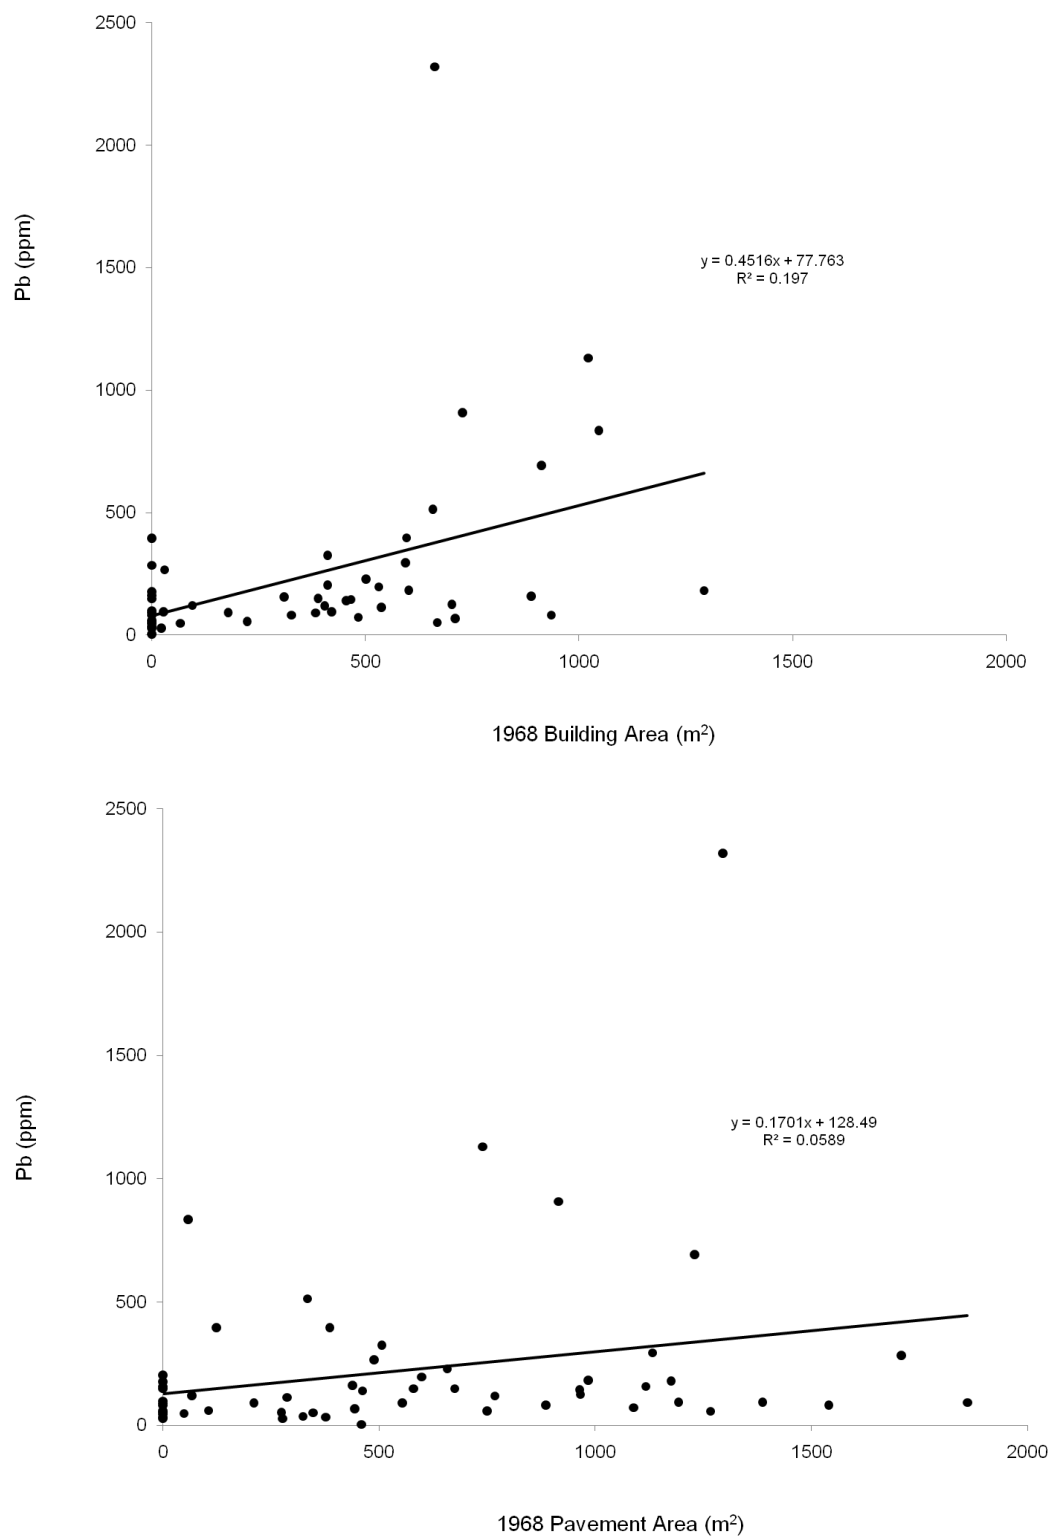 2500
2000
1500
1000
500
0
Pb (ppm)
y = 0.4516x + 77.763
R² = 0.197
0 500 1000 1500 2000
1968 Building Area (m²)
2500
2000
1500
1000
500
0
Pb (ppm)
y = 0.1701x + 128.49
R² = 0.0589
0 500 1000 1500 2000
1968 Pavement Area (m²)